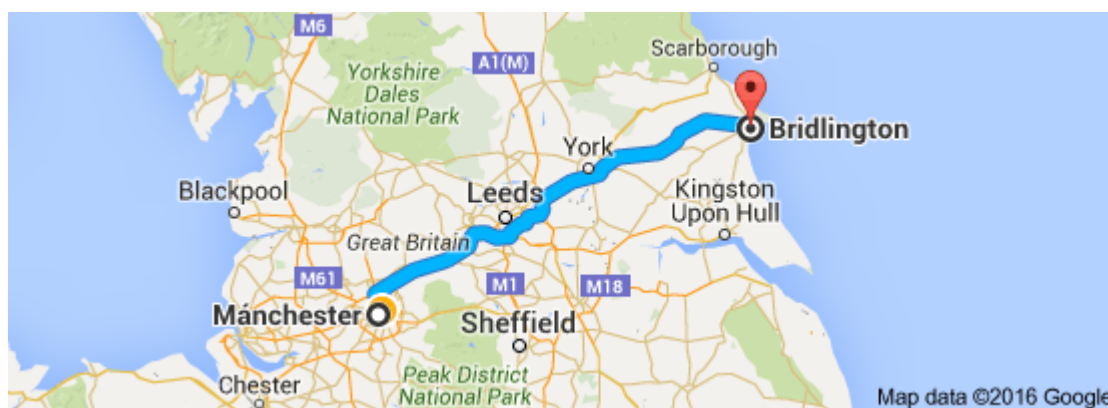 M6
A1(M)
Scarborough
Yorkshire
Dales
National Park
Bridlington
York
Blackpool
Leeds
Kingston
Upon Hull
Great Britain
M61
M1
M18
Mánchester
Sheffield
Chester
Peak District
National Park
Map data ©2016 Google